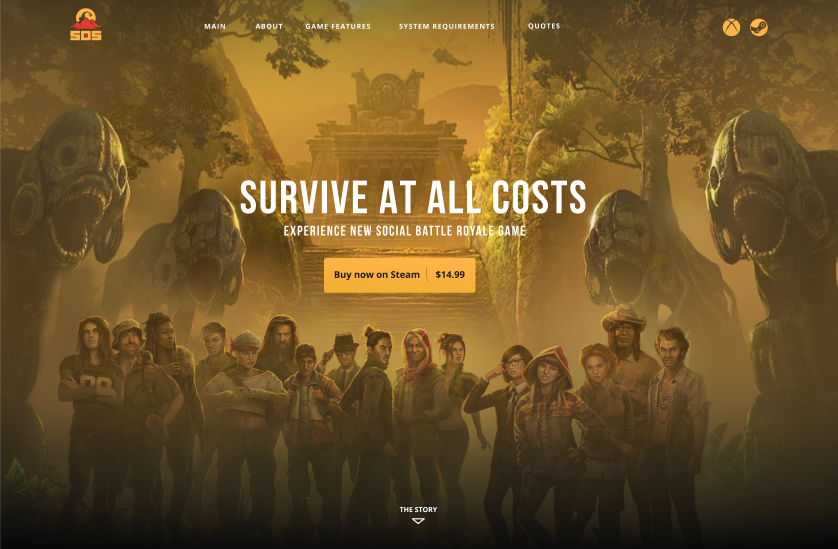 SOS
MAIN
ABOUT
GAME FEATURES
SYSTEM REQUIREMENTS
QUOTES
SURVIVE AT ALL COSTS
EXPERIENCE NEW SOCIAL BATTLE ROYALE GAME
Buy now on Steam $14.99
THE STORY